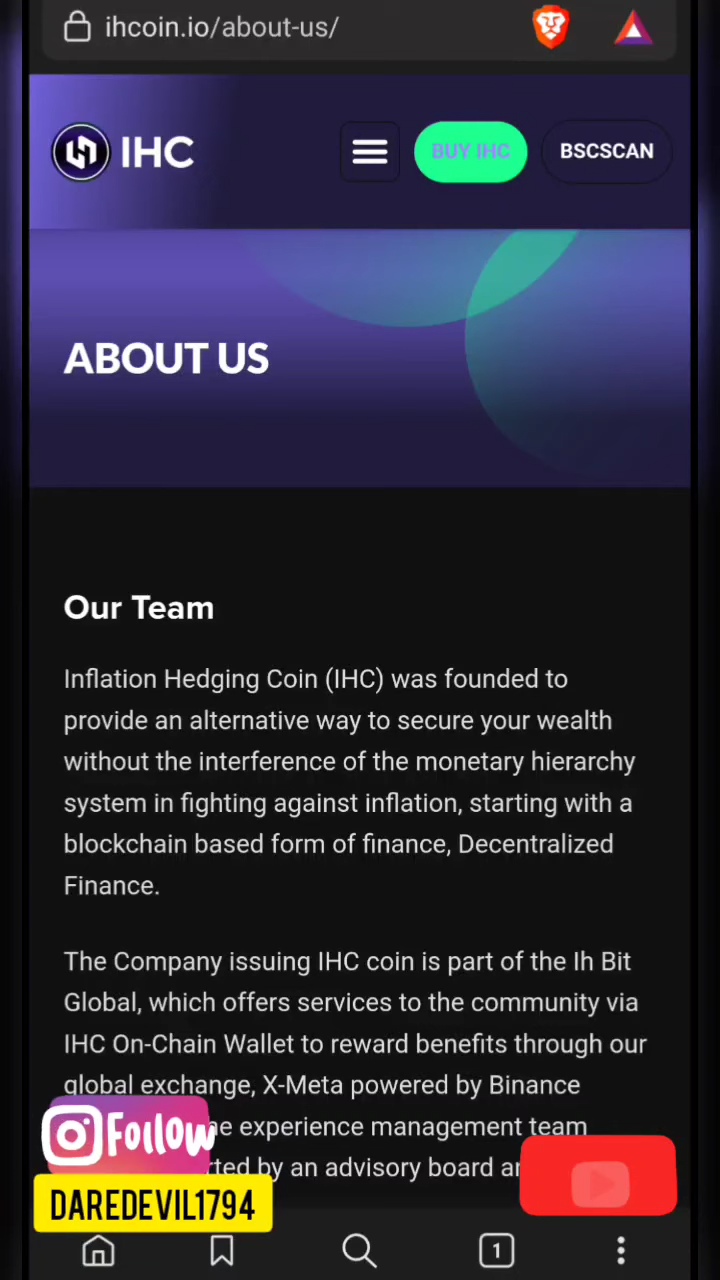 ihcoin.io/about-us/
IHC
BUY IHC
BSCSCAN
ABOUT US
Our Team
Inflation Hedging Coin (IHC) was founded to
provide an alternative way to secure your wealth
without the interference of the monetary hierarchy
system in fighting against inflation, starting with a
blockchain based form of finance, Decentralized
Finance.
The Company issuing IHC coin is part of the Ih Bit
Global, which offers services to the community via
IHC On-Chain Wallet to reward benefits through our
global exchange, X-Meta powered by Binance
Follow
experience management team
by an advisory board
DAREDEVIL1794
1